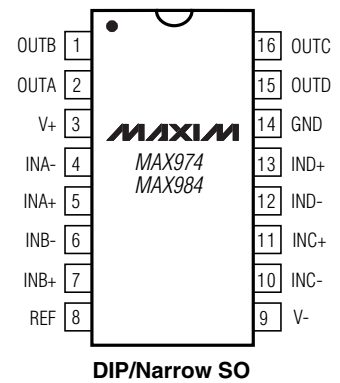 OUTB 1 16 OUTC
OUTA 2 15 OUTD
V+ 3 14 GND
MAXIM
INA- 4 MAX974 13 IND+
MAX984
INA+ 5 12 IND-
INB- 6 11 INC+
INB+ 7 10 INC-
REF 8 9 V-
DIP/Narrow SO